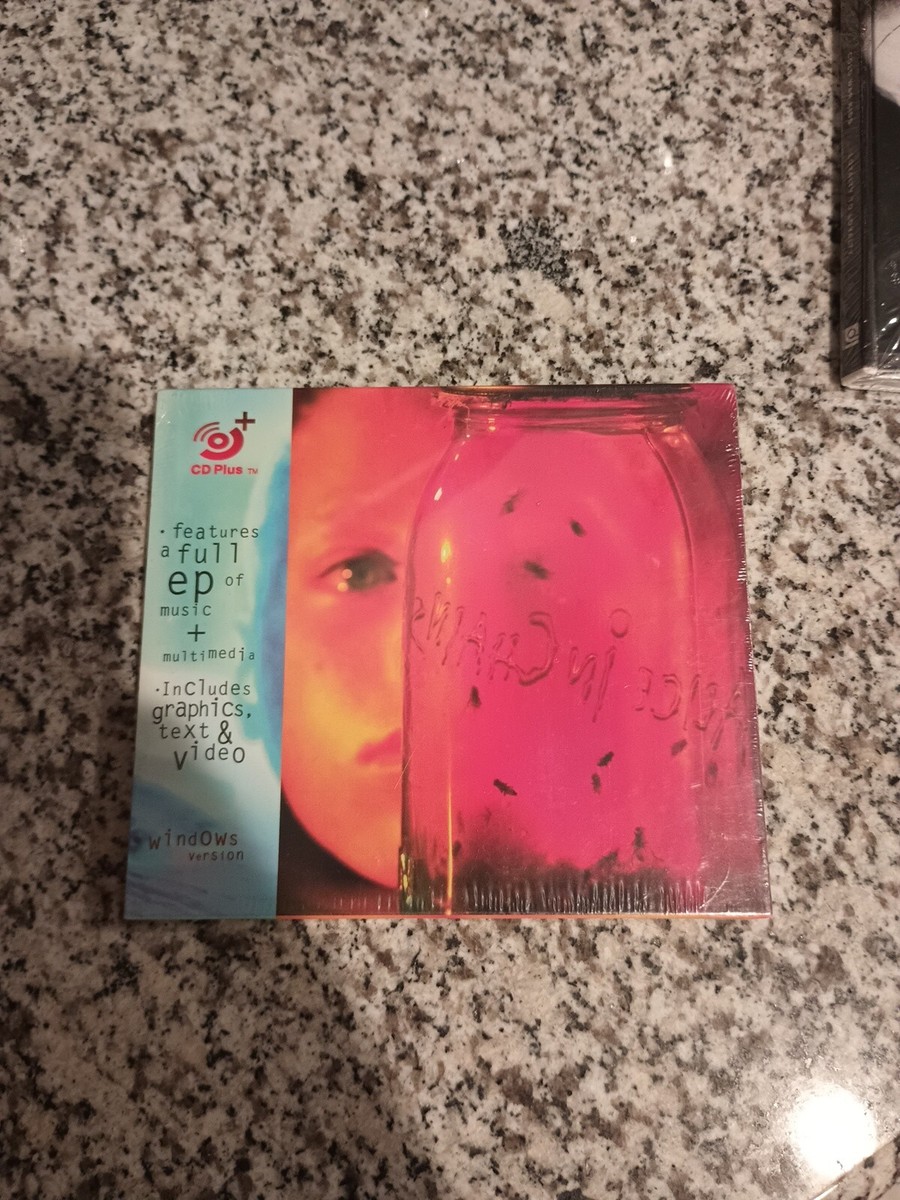 CD Plus ™
· features
a full
ep of
music
+
multimedia
· Includes
graphics,
text &
video
windows
version
ALICE IN CHAINS